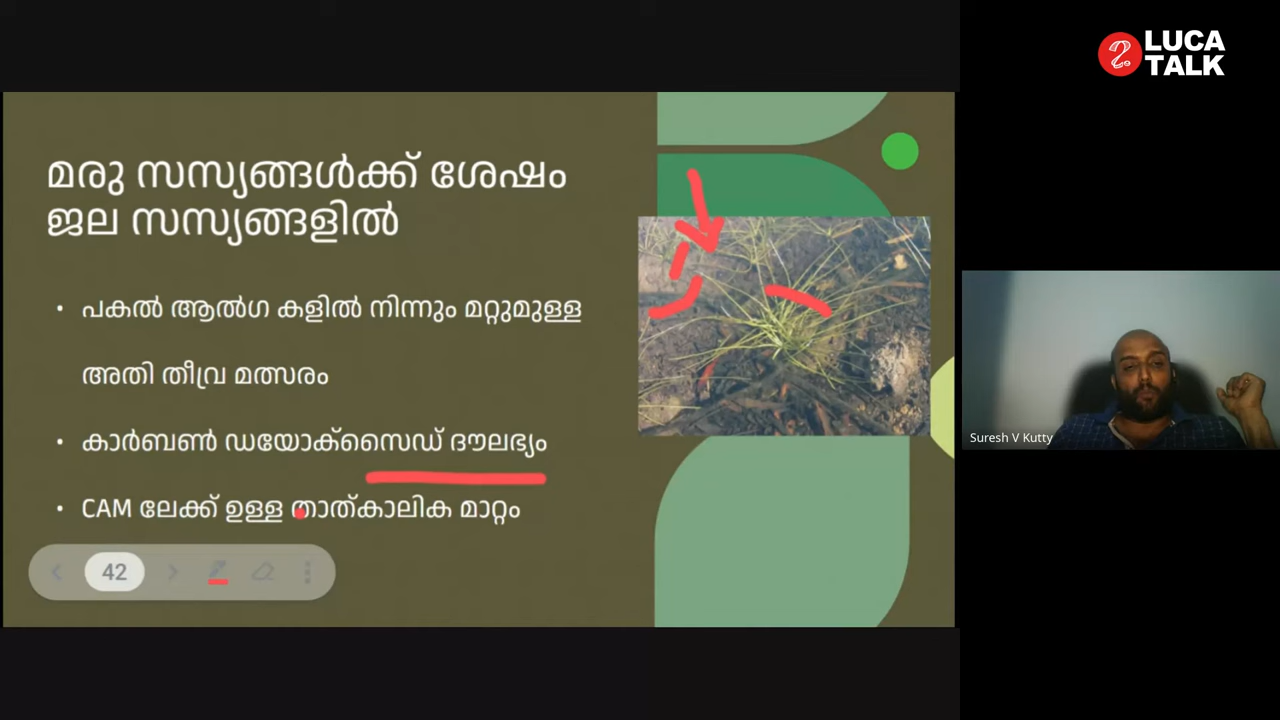 LUCA
TALK
മരു സസ്യങ്ങൾക്ക് ശേഷം
ജല സസ്യങ്ങളിൽ
• പകൽ ആൽഗ കളിൽ നിന്നും മറ്റുമുള്ള
അതി തീവ്ര മത്സരം
• കാർബൺ ഡയോക്സൈഡ് ദൗലഭ്യം
• CAM ലേക്ക് ഉള്ള താത്കാലിക മാറ്റം
42
Suresh V Kutty